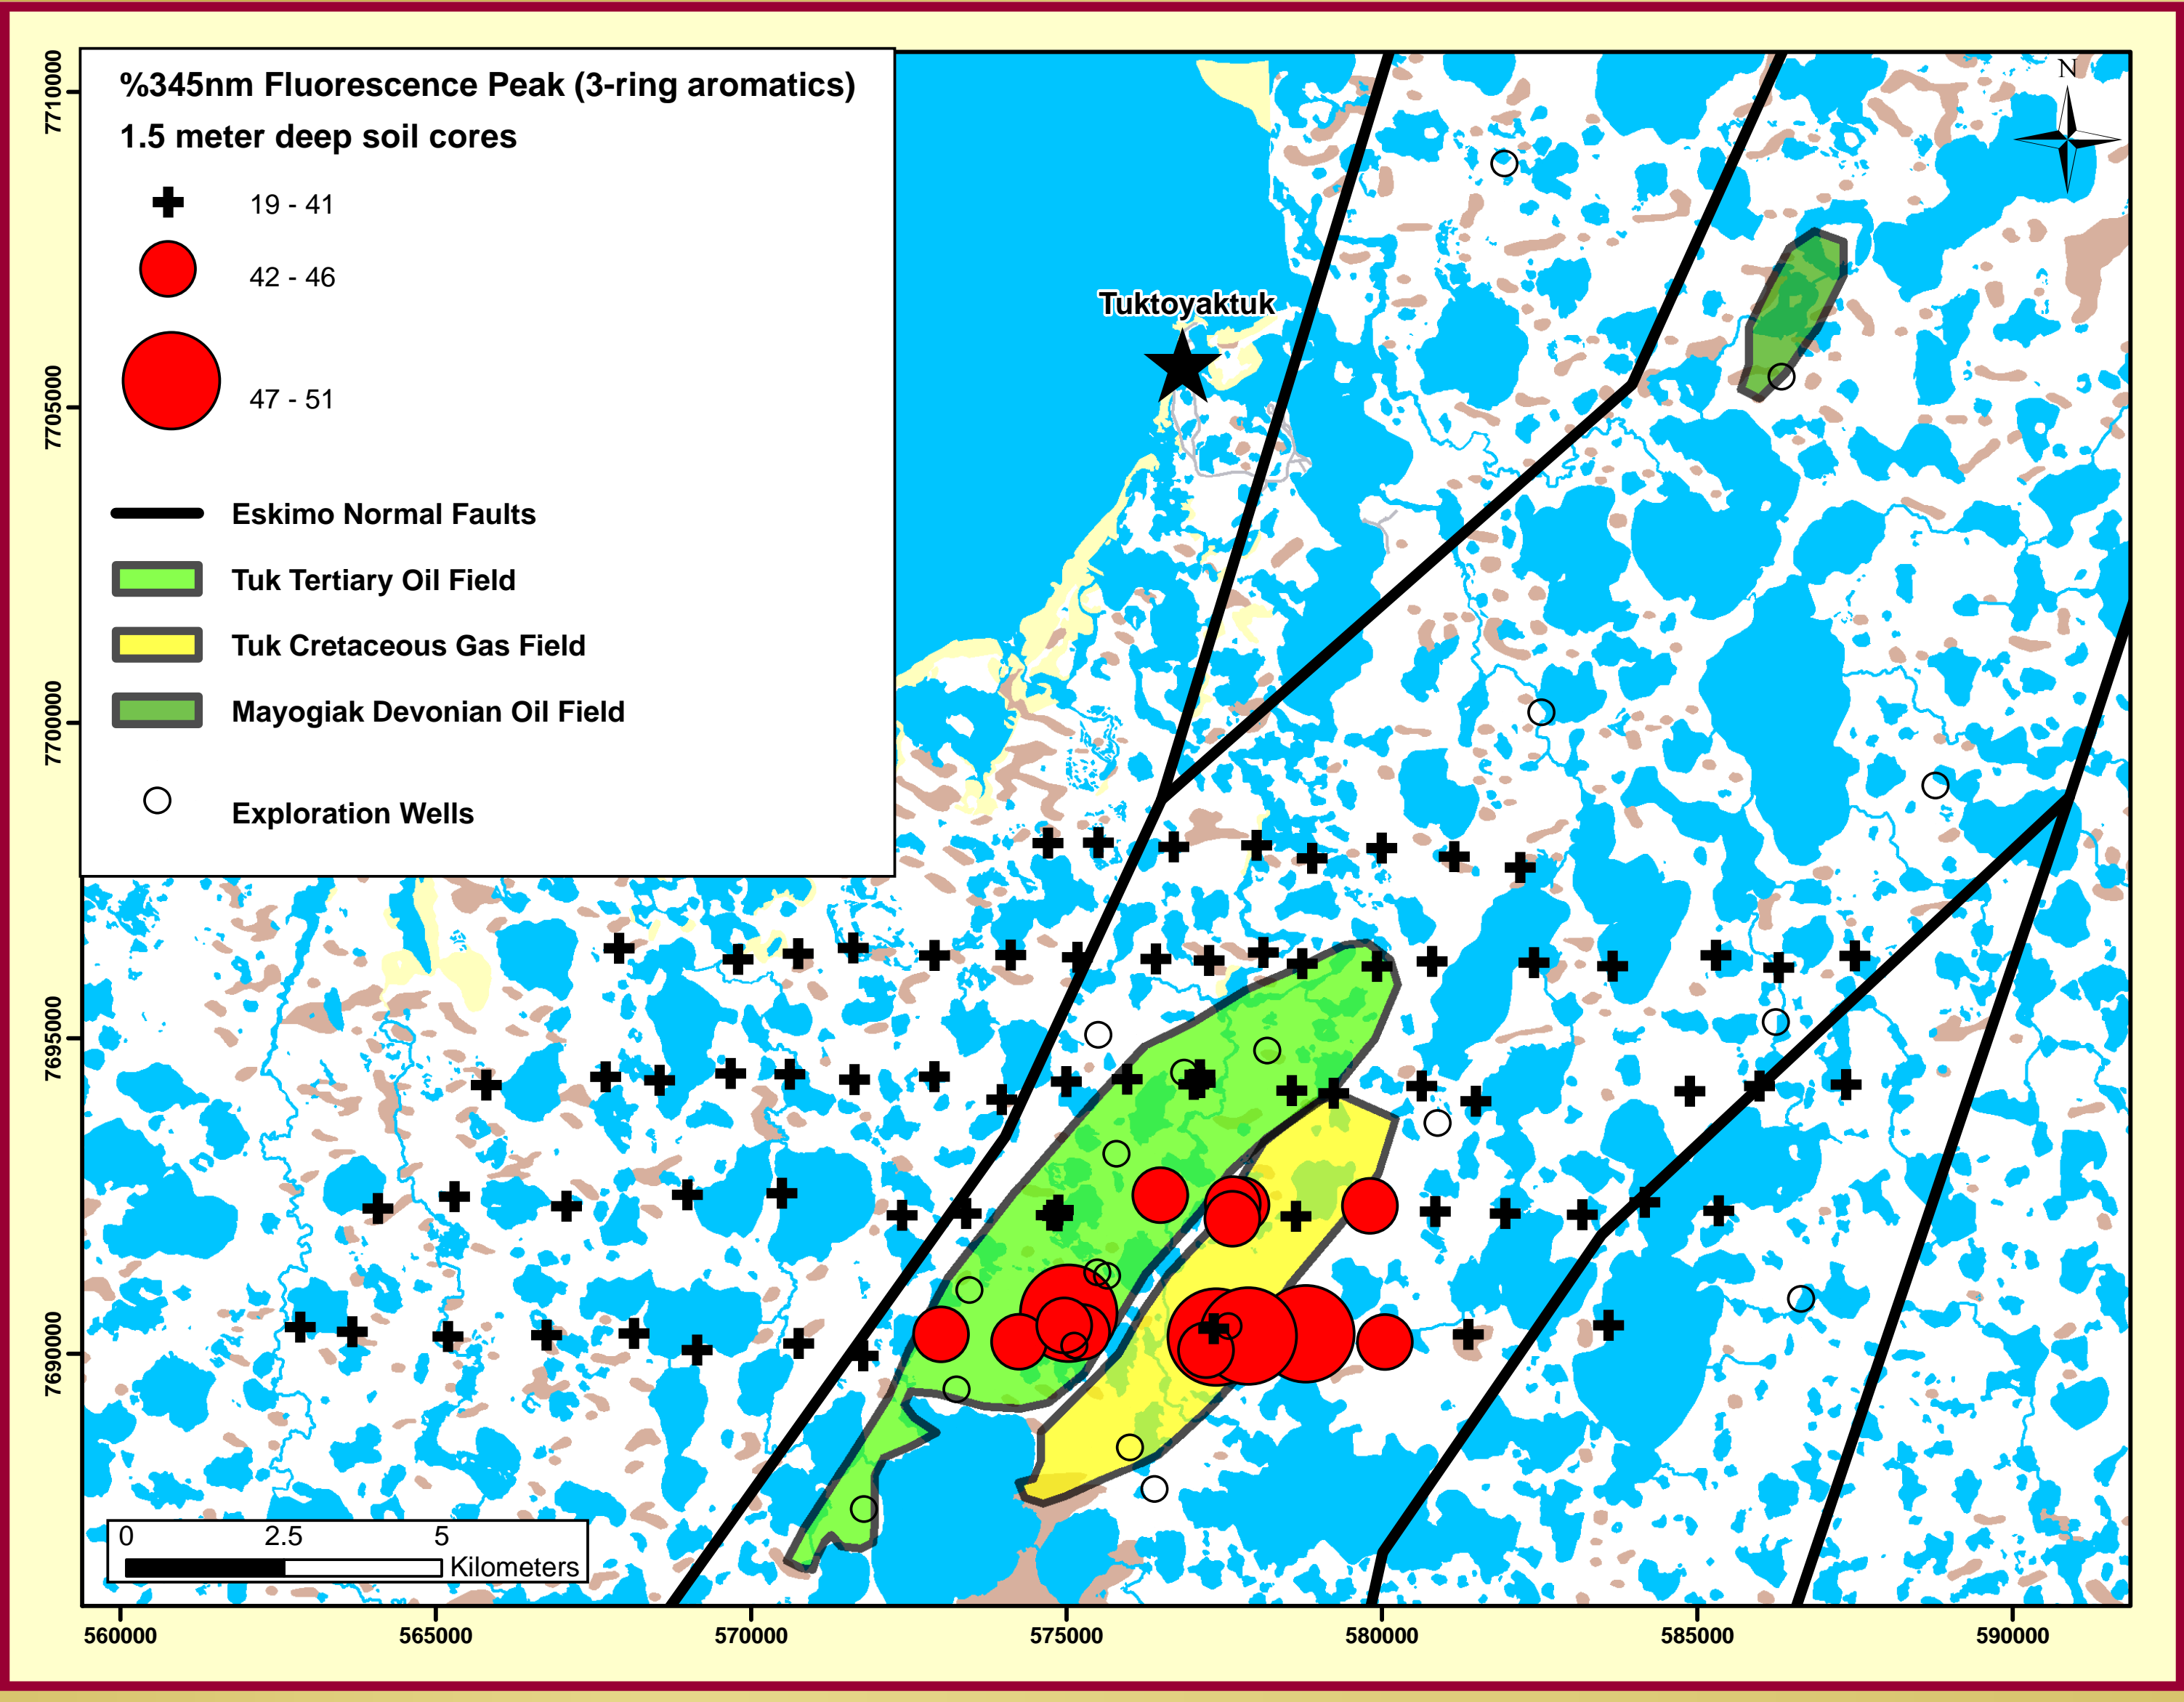 %345nm Fluorescence Peak (3-ring aromatics)
1.5 meter deep soil cores
19 - 41
42 - 46
47 - 51
Eskimo Normal Faults
Tuk Tertiary Oil Field
Tuk Cretaceous Gas Field
Mayogiak Devonian Oil Field
Exploration Wells
N
Tuktoyaktuk
7710000
7705000
7700000
7695000
7690000
0 2.5 5
Kilometers
560000 565000 570000 575000 580000 585000 590000